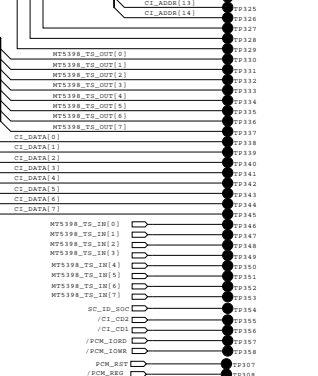 CI_ADDR[13] TP325
CI_ADDR[14] TP326
TP327
TP328
TP329
MT5398_TS_OUT[0] TP330
MT5398_TS_OUT[1] TP331
MT5398_TS_OUT[2] TP332
MT5398_TS_OUT[3] TP333
MT5398_TS_OUT[4] TP334
MT5398_TS_OUT[5] TP335
MT5398_TS_OUT[6] TP336
MT5398_TS_OUT[7] TP337
CI_DATA[0] TP338
CI_DATA[1] TP339
CI_DATA[2] TP340
CI_DATA[3] TP341
CI_DATA[4] TP342
CI_DATA[5] TP343
CI_DATA[6] TP344
CI_DATA[7] TP345
MT5398_TS_IN[0] TP346
MT5398_TS_IN[1] TP347
MT5398_TS_IN[2] TP348
MT5398_TS_IN[3] TP349
MT5398_TS_IN[4] TP350
MT5398_TS_IN[5] TP351
MT5398_TS_IN[6] TP352
MT5398_TS_IN[7] TP353
SC_ID_SOC TP354
/CI_CD2 TP355
/CI_CD1 TP356
/PCM_IORD TP357
/PCM_IOWR TP358
PCM_RST TP307
/PCM_REG TP308